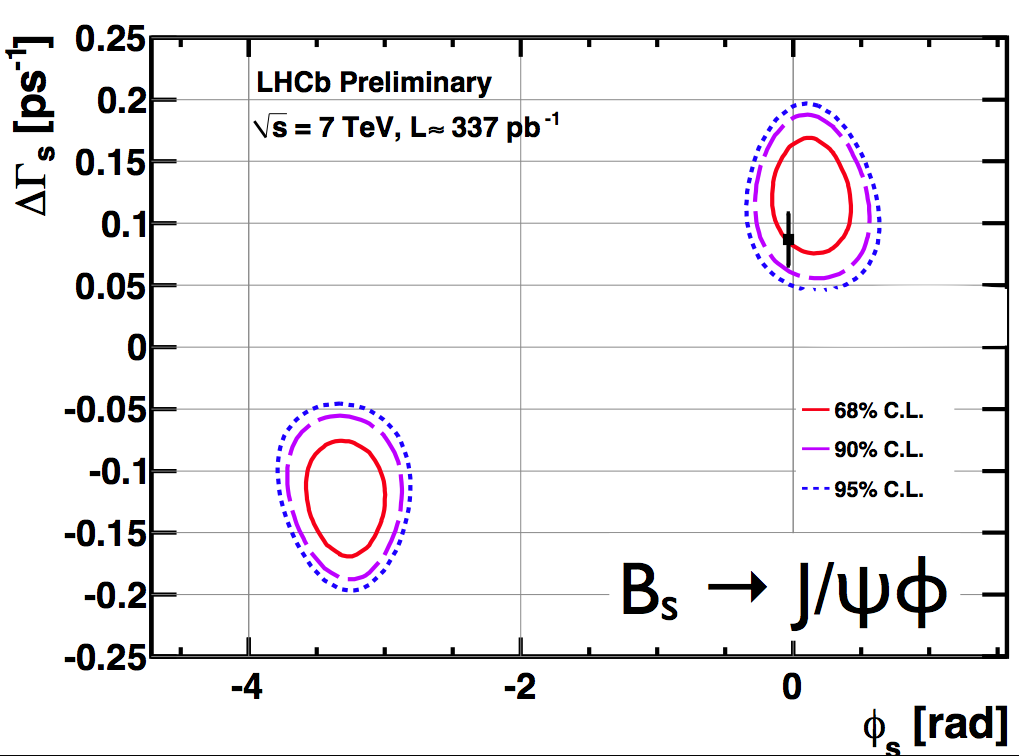 ΔΓs [ps-1]
0.25
0.2
0.15
0.1
0.05
0
-0.05
-0.1
-0.15
-0.2
-0.25
LHCb Preliminary
√s = 7 TeV, L≈ 337 pb-1
68% C.L.
90% C.L.
95% C.L.
Bs → J/ψϕ
-4 -2 0
ϕs [rad]